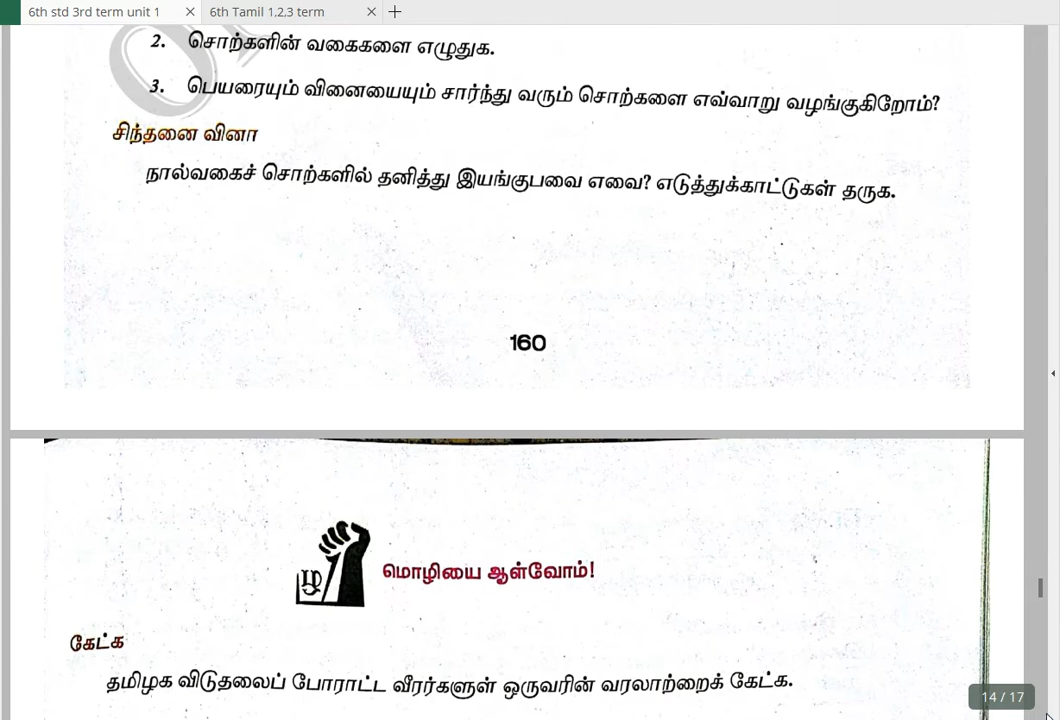 6th std 3rd term unit 1
6th Tamil 1,2,3 term
2. சொற்களின் வகைகளை எழுதுக.
3. பெயரையும் வினையையும் சார்ந்து வரும் சொற்களை எவ்வாறு வழங்குகிறோம்?
சிந்தனை வினா
நால்வகைச் சொற்களில் தனித்து இயங்குபவை எவை? எடுத்துக்காட்டுகள் தருக.
160
ழ
மொழியை ஆள்வோம்!
கேட்க
தமிழக விடுதலைப் போராட்ட வீரர்களுள் ஒருவரின் வரலாற்றைக் கேட்க.
14 / 17